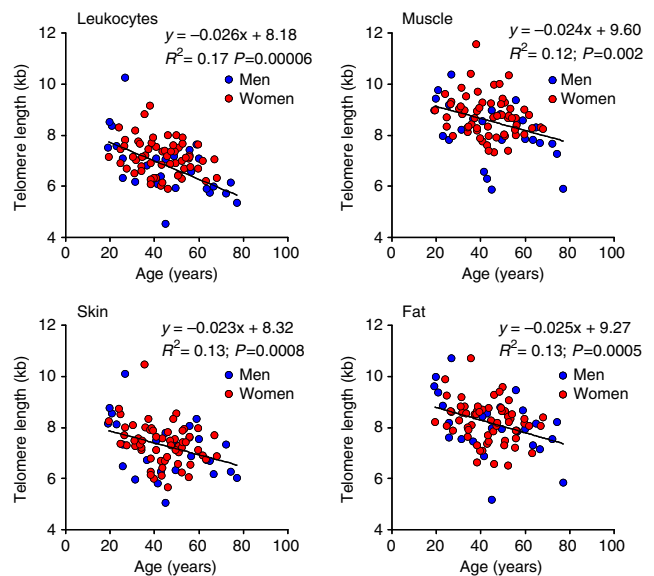 Leukocytes
y = −0.026x + 8.18
R2= 0.17 P=0.00006
Men
Women
Telomere length (kb)
12
10
8
6
4
0 20 40 60 80 100
Age (years)
Muscle
y = −0.024x + 9.60
R2= 0.12; P=0.002
Men
Women
Telomere length (kb)
12
10
8
6
4
0 20 40 60 80 100
Age (years)
Skin
y = −0.023x + 8.32
R2= 0.13; P=0.0008
Men
Women
Telomere length (kb)
12
10
8
6
4
0 20 40 60 80 100
Age (years)
Fat
y = −0.025x + 9.27
R2= 0.13; P=0.0005
Men
Women
Telomere length (kb)
12
10
8
6
4
0 20 40 60 80 100
Age (years)